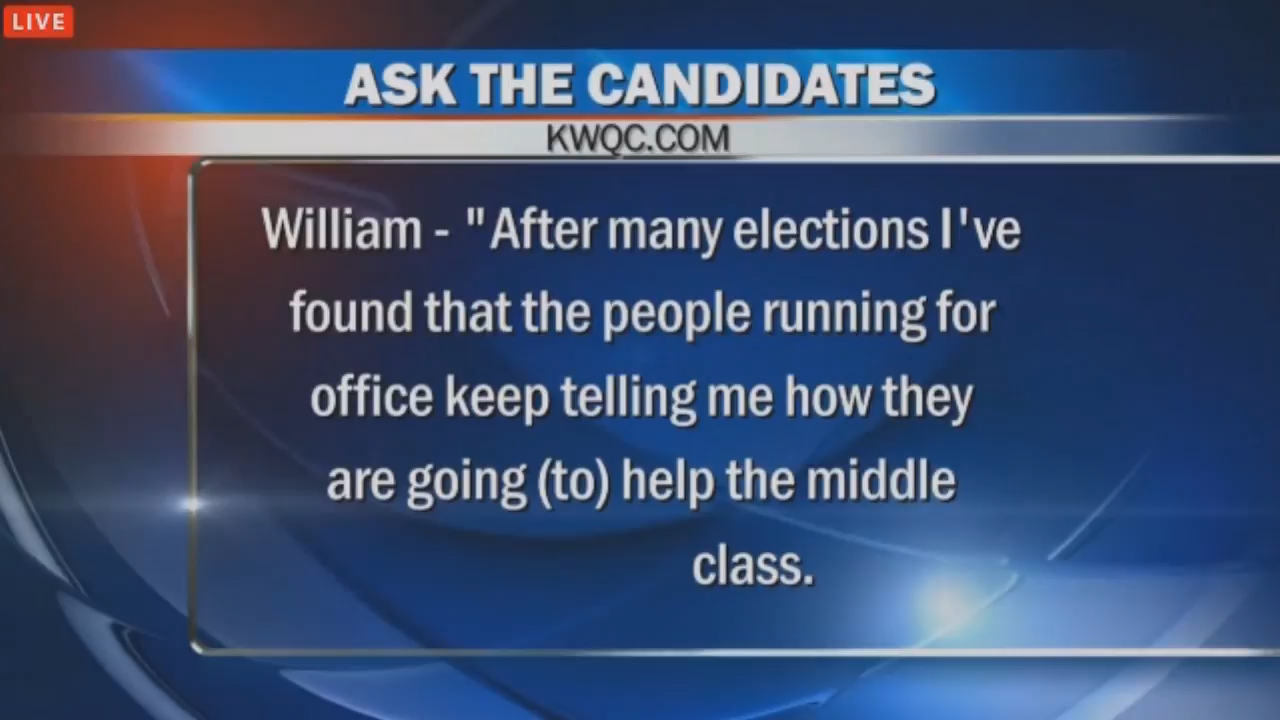 LIVE
ASK THE CANDIDATES
KWQC.COM
William - "After many elections I've
found that the people running for
office keep telling me how they
are going (to) help the middle
class.